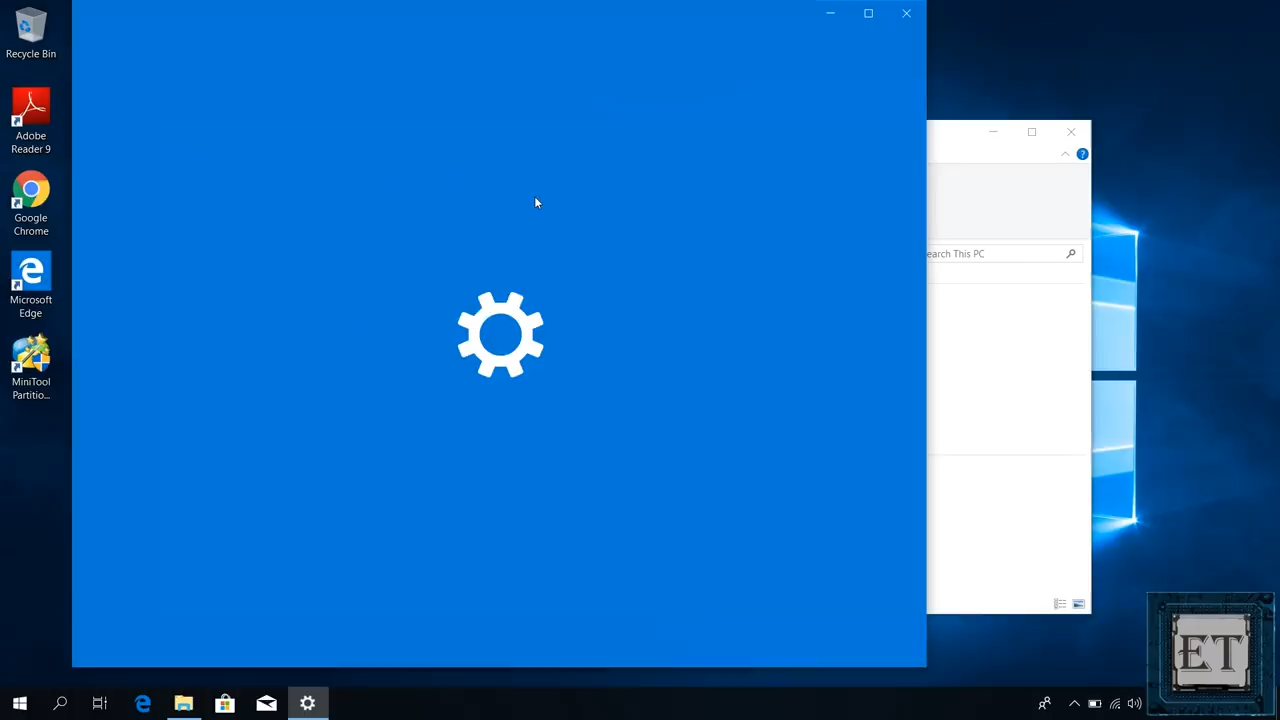 Recycle Bin
Adobe
Reader 9
Google
Chrome
Microsoft
Edge
MiniTool
Partitio...
earch This PC
?
ET